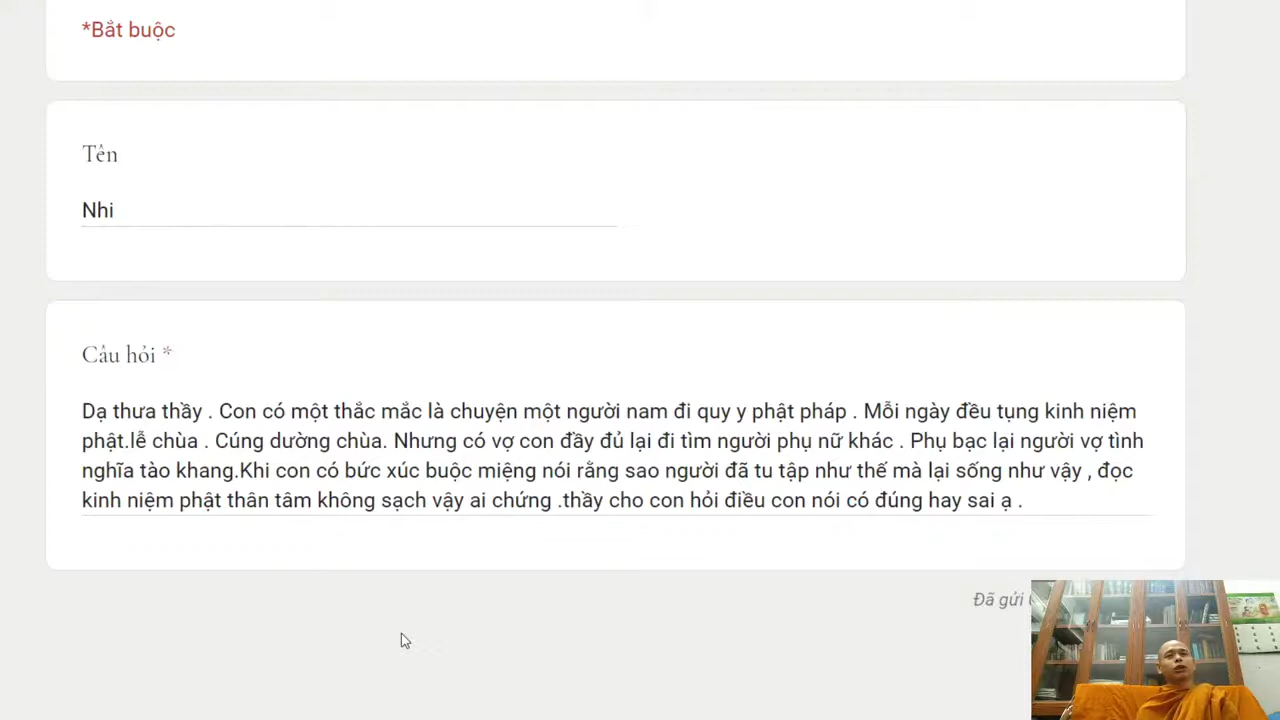 *Bắt buộc
Tên
Nhi
Câu hỏi *
Dạ thưa thầy . Con có một thắc mắc là chuyện một người nam đi quy y phật pháp . Mỗi ngày đều tụng kinh niệm
phật.lễ chùa . Cúng dường chùa. Nhưng có vợ con đầy đủ lại đi tìm người phụ nữ khác . Phụ bạc lại người vợ tình
nghĩa tào khang.Khi con có bức xúc buộc miệng nói rằng sao người đã tu tập như thế mà lại sống như vậy , đọc
kinh niệm phật thân tâm không sạch vậy ai chứng .thầy cho con hỏi điều con nói có đúng hay sai ạ .
Đã gửi